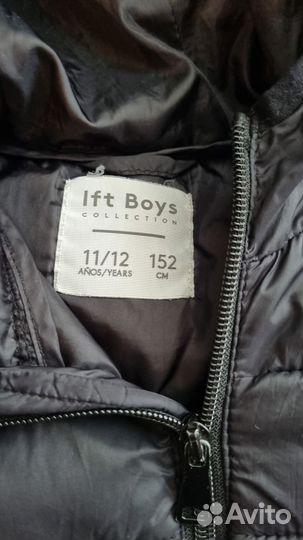 lft Boys
COLLECTION
11/12 152
AÑOS/YEARS CM
Avito